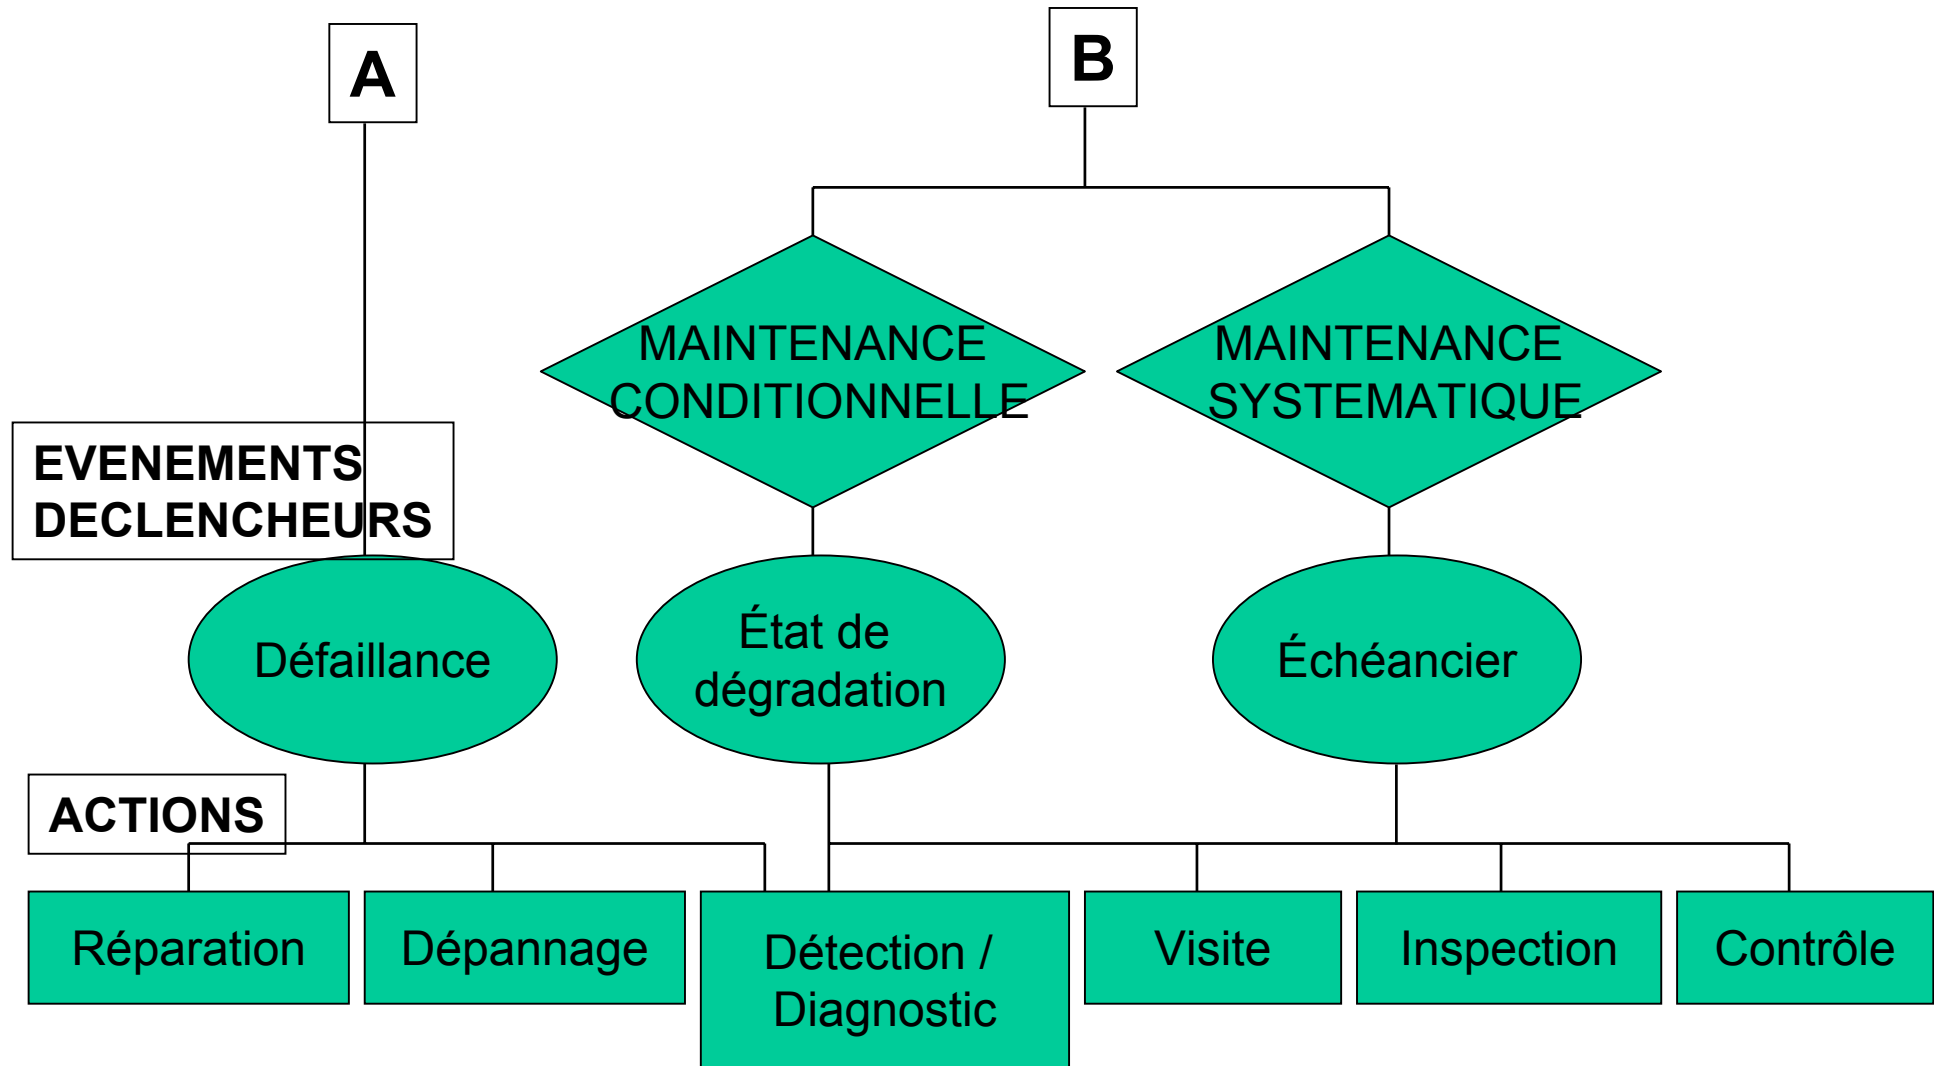 A
B
MAINTENANCE
CONDITIONNELLE
MAINTENANCE
SYSTEMATIQUE
EVENEMENTS
DECLENCHEURS
Défaillance
État de
dégradation
Échéancier
ACTIONS
Réparation
Dépannage
Détection /
Diagnostic
Visite
Inspection
Contrôle